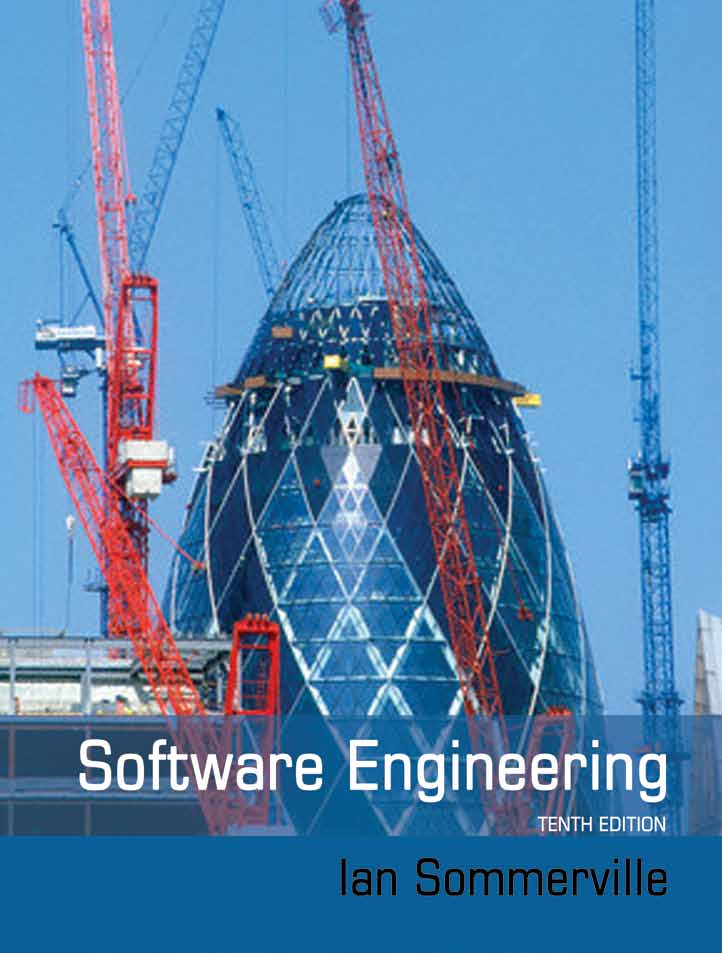 Software Engineering
TENTH EDITION
Ian Sommerville